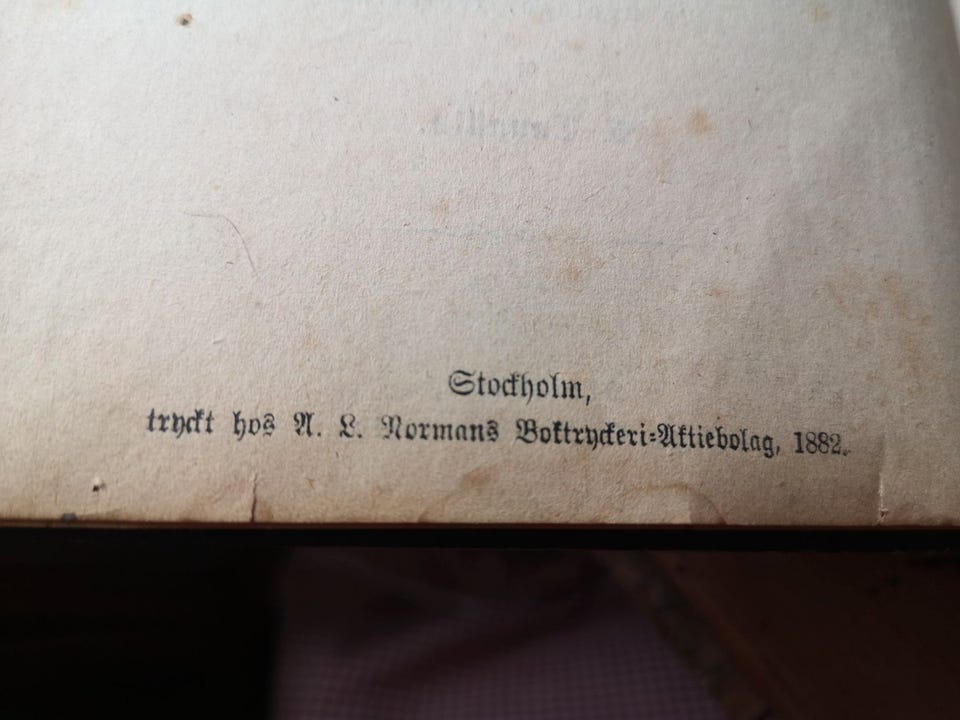 Stockholm,
tryckt hos A. L. Normans Boktryckeri-Aktiebolag, 1882.